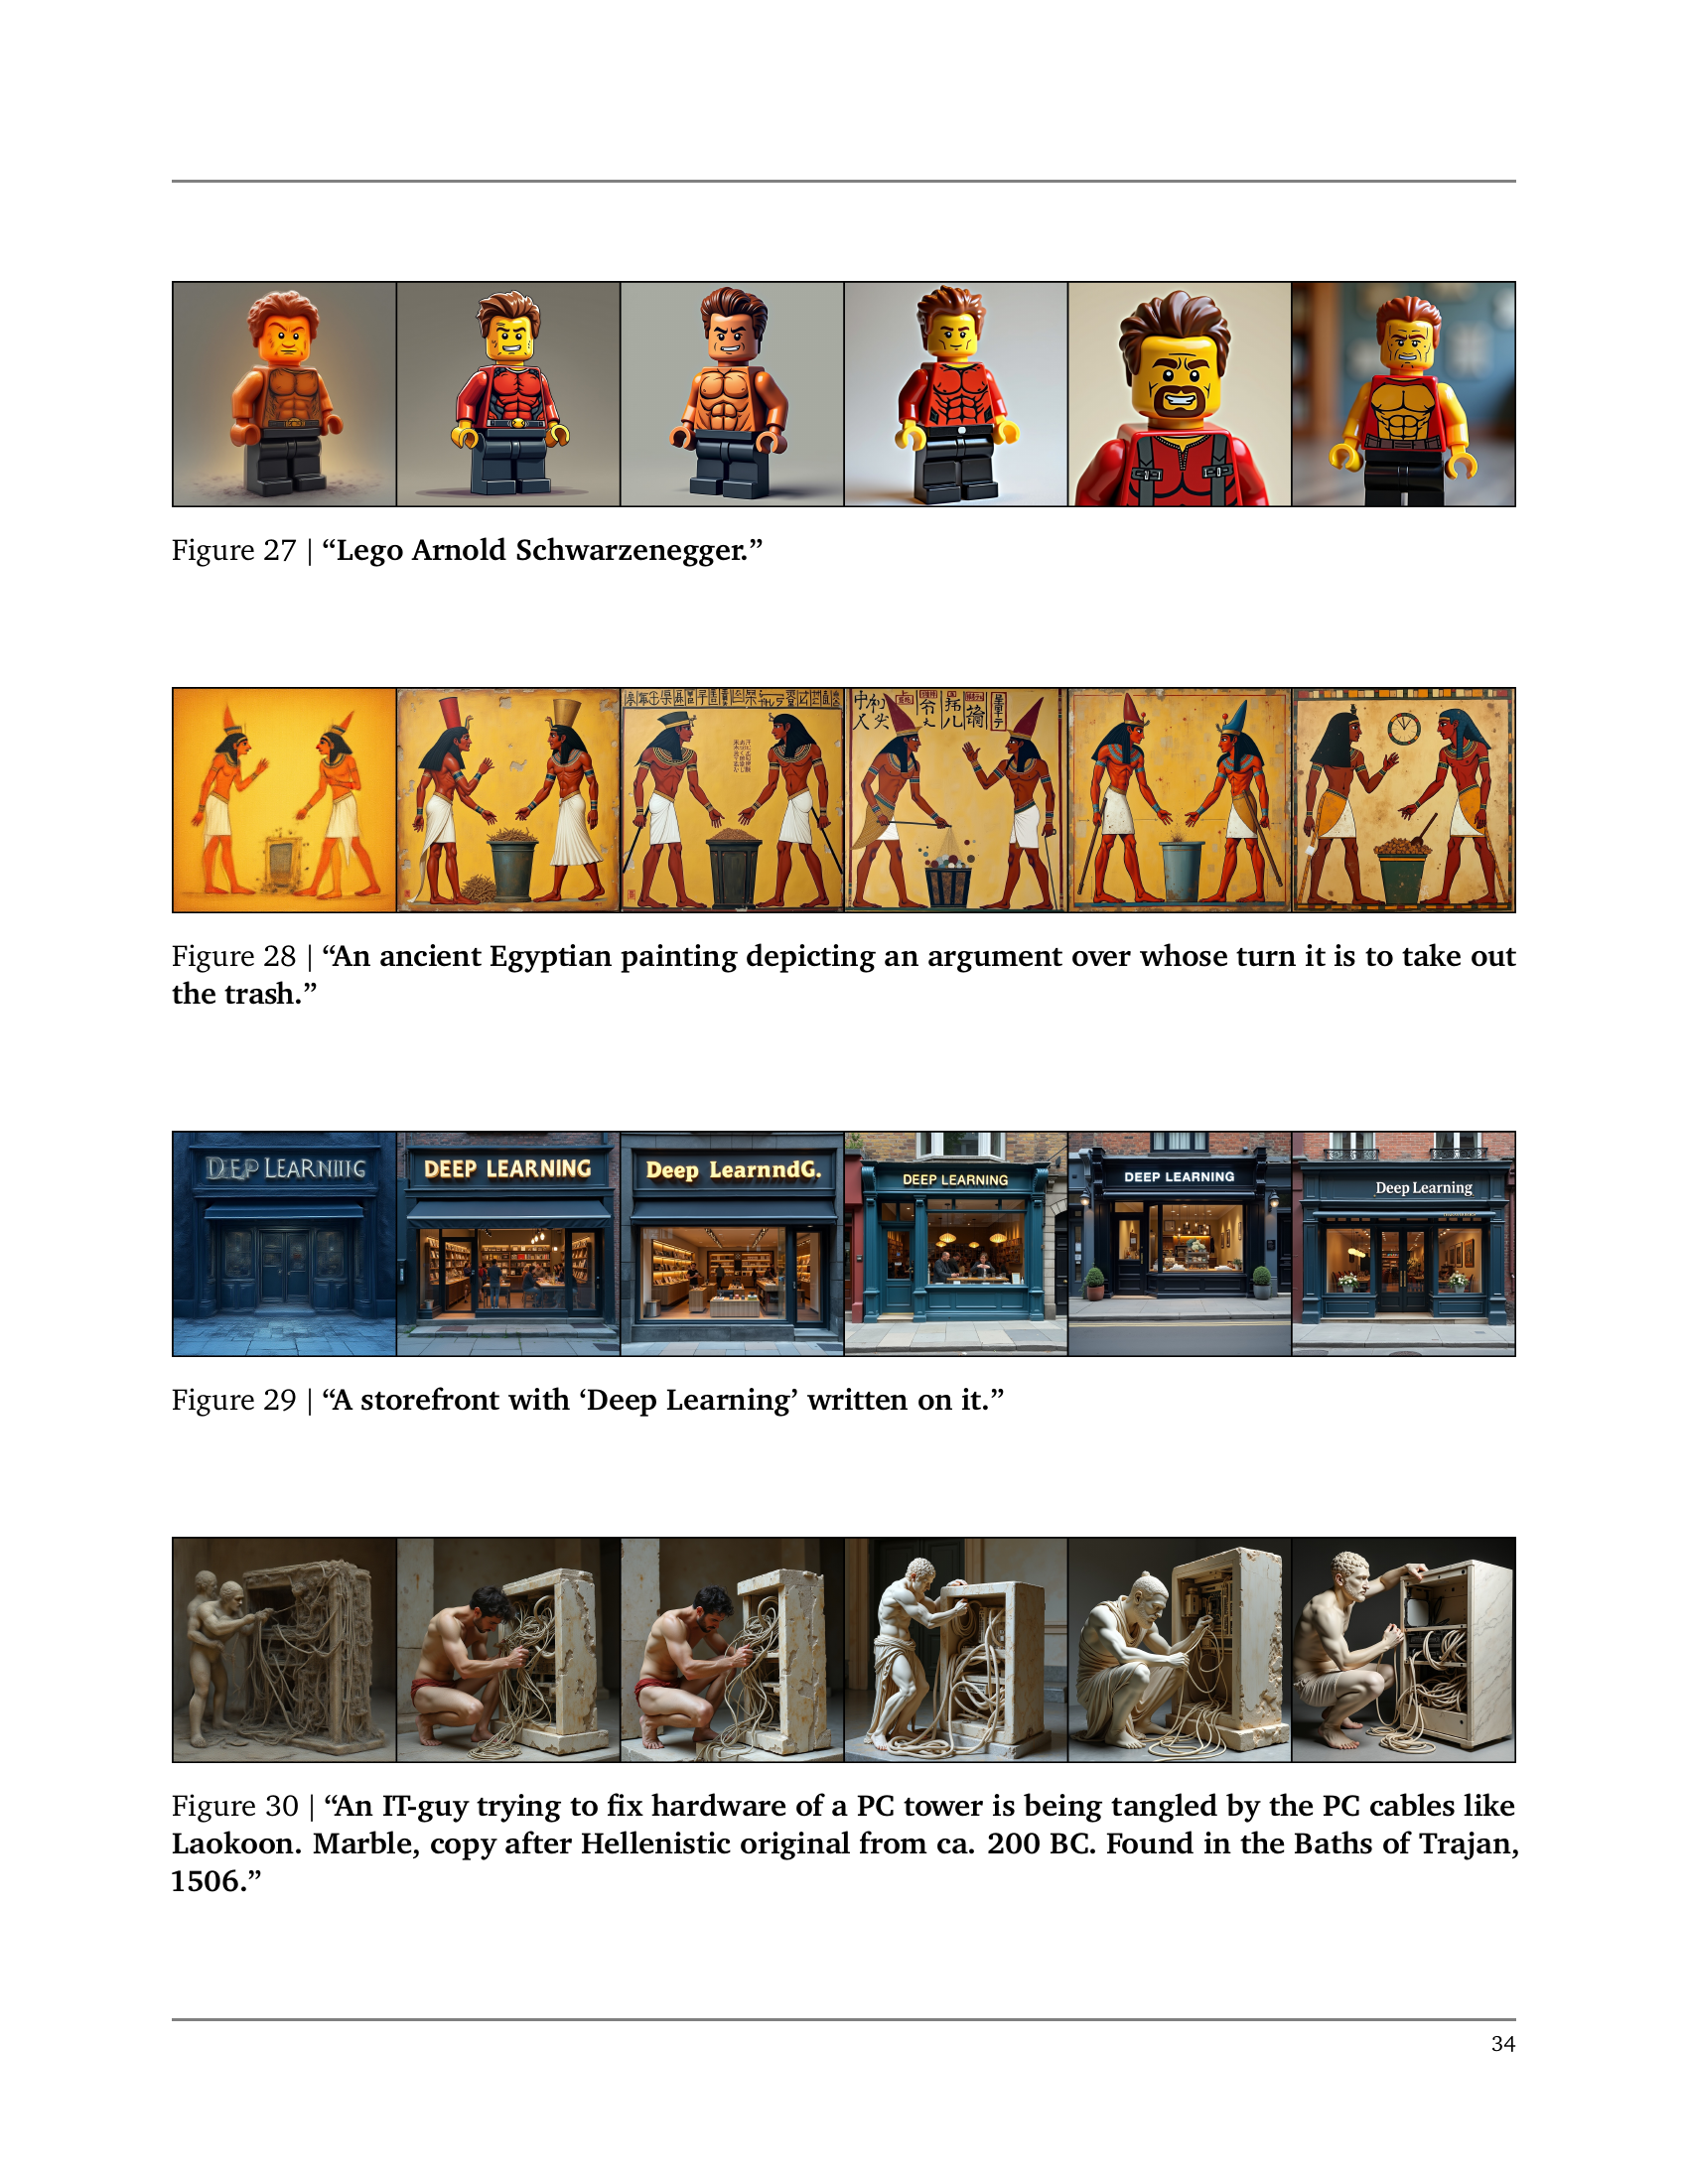 Figure 27 | “Lego Arnold Schwarzenegger.”
Figure 28 | “An ancient Egyptian painting depicting an argument over whose turn it is to take out
the trash.”
DEEP LEARNING
Deep LearnndG.
DEEP LEARNING
DEEP LEARNING
Deep Learning
Figure 29 | “A storefront with ‘Deep Learning’ written on it.”
Figure 30 | “An IT-guy trying to fix hardware of a PC tower is being tangled by the PC cables like
Laokoon. Marble, copy after Hellenistic original from ca. 200 BC. Found in the Baths of Trajan,
1506.”
34